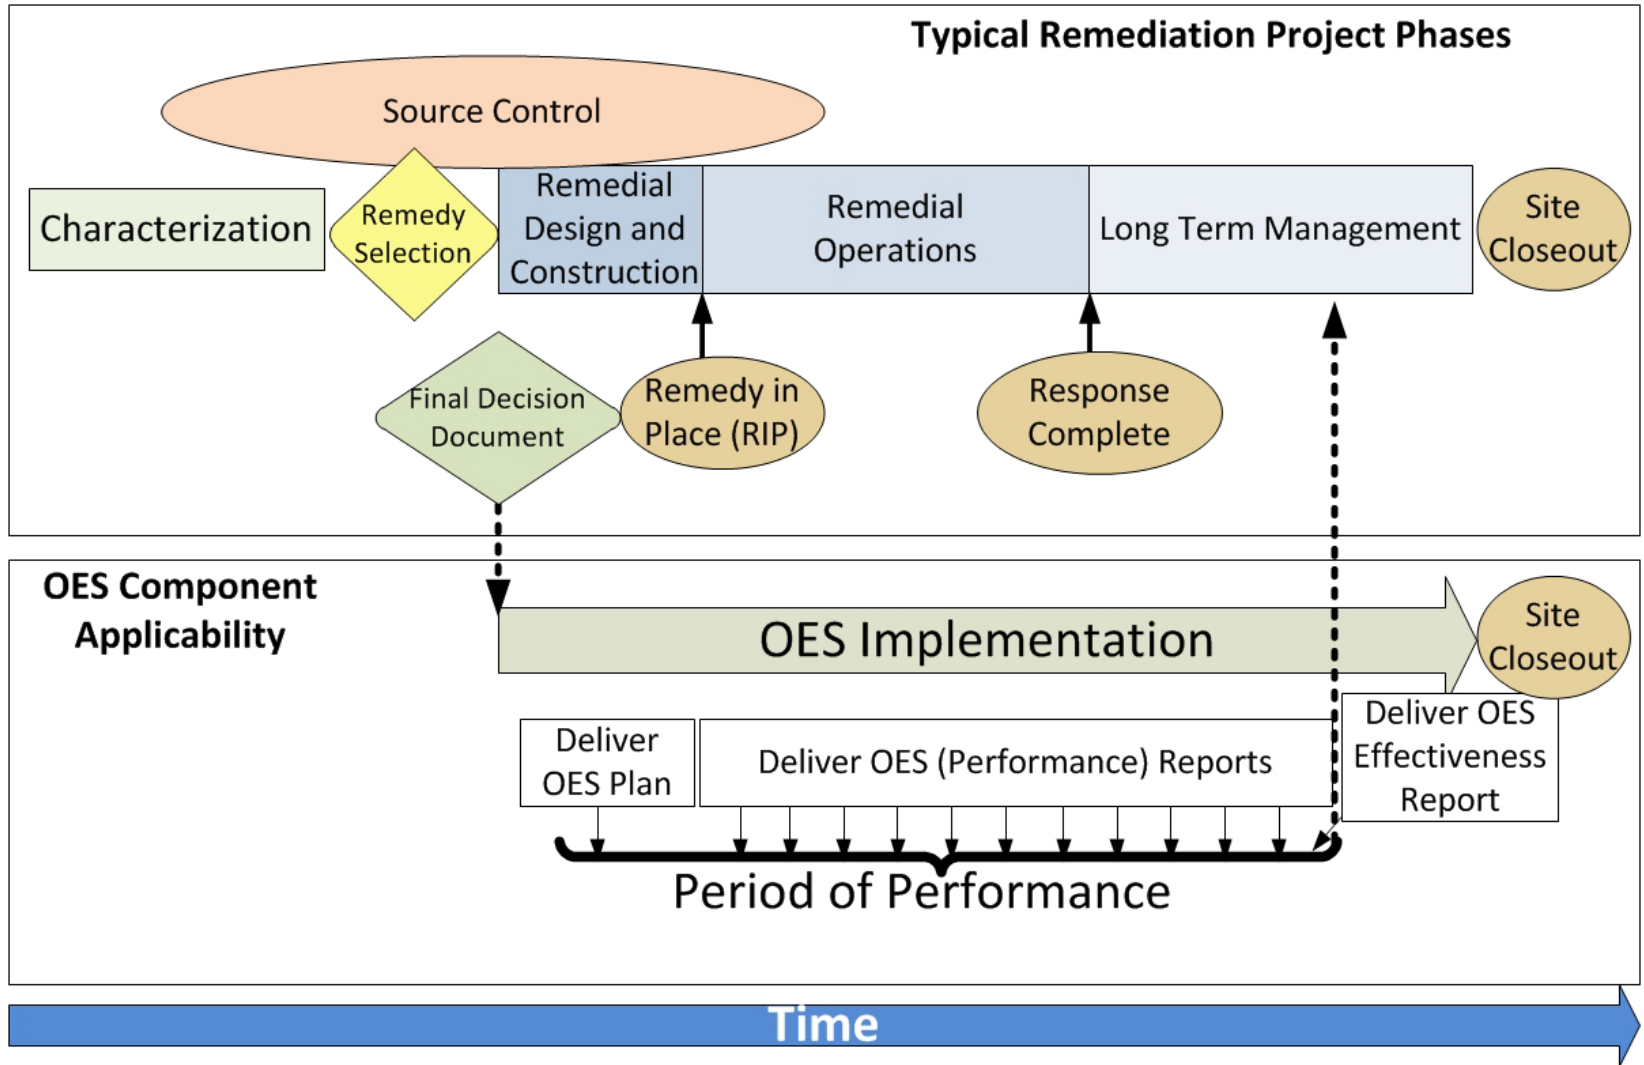 Typical Remediation Project Phases
Source Control
Characterization
Remedy
Selection
Remedial
Design and
Construction
Remedial
Operations
Long Term Management
Site
Closeout
Final Decision
Document
Remedy in
Place (RIP)
Response
Complete
OES Component
Applicability
OES Implementation
Site
Closeout
Deliver
OES Plan
Deliver OES (Performance) Reports
Deliver OES
Effectiveness
Report
Period of Performance
Time